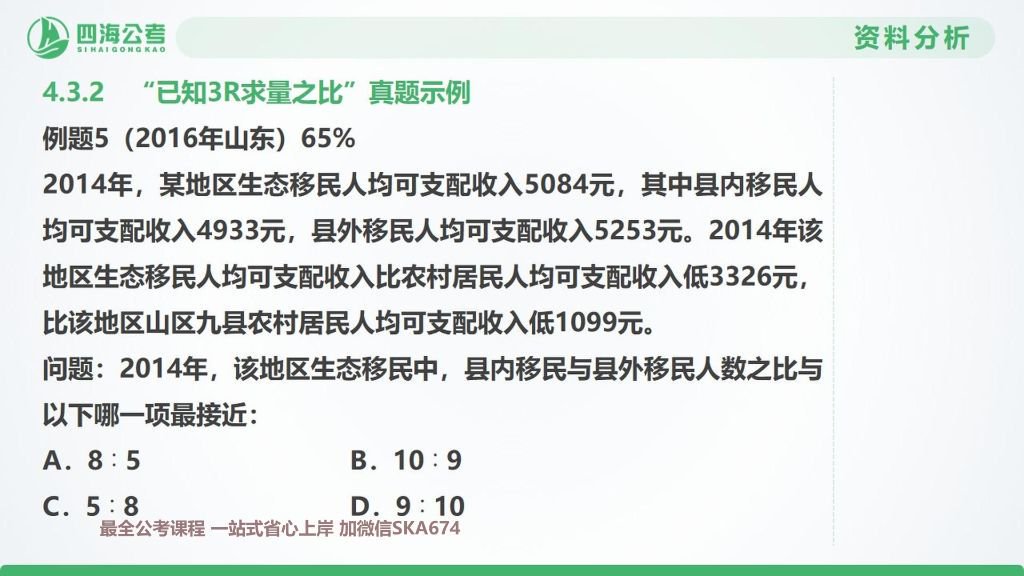 四海公考
SIHAIGONGKAO
资料分析
4.3.2 “已知3R求量之比”真题示例
例题5（2016年山东）65%
2014年，某地区生态移民人均可支配收入5084元，其中县内移民人
均可支配收入4933元，县外移民人均可支配收入5253元。2014年该
地区生态移民人均可支配收入比农村居民人均可支配收入低3326元，
比该地区山区九县农村居民人均可支配收入低1099元。
问题：2014年，该地区生态移民中，县内移民与县外移民人数之比与
以下哪一项最接近：
A．8∶5 B．10∶9
C．5∶8 D．9∶10
最全公考课程 一站式省心上岸 加微信SKA674